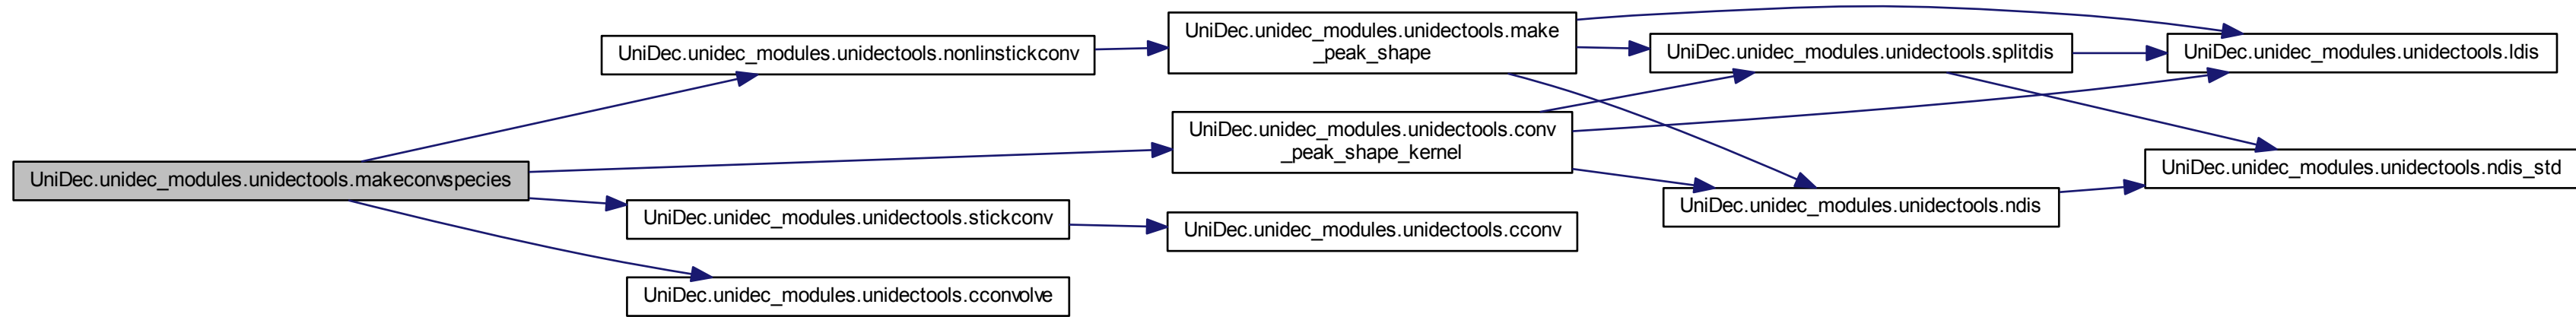 UniDec.unidec_modules.unidectools.makeconvspecies
UniDec.unidec_modules.unidectools.nonlinstickconv
UniDec.unidec_modules.unidectools.make
_peak_shape
UniDec.unidec_modules.unidectools.splitdis
UniDec.unidec_modules.unidectools.ldis
UniDec.unidec_modules.unidectools.conv
_peak_shape_kernel
UniDec.unidec_modules.unidectools.ndis
UniDec.unidec_modules.unidectools.ndis_std
UniDec.unidec_modules.unidectools.stickconv
UniDec.unidec_modules.unidectools.cconv
UniDec.unidec_modules.unidectools.cconvolve